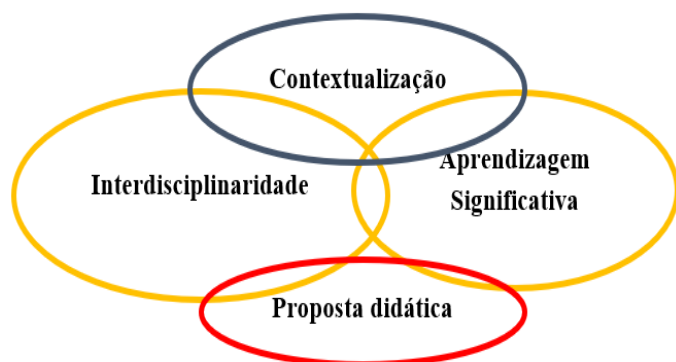 Contextualização
Interdisciplinaridade
Aprendizagem
Significativa
Proposta didática